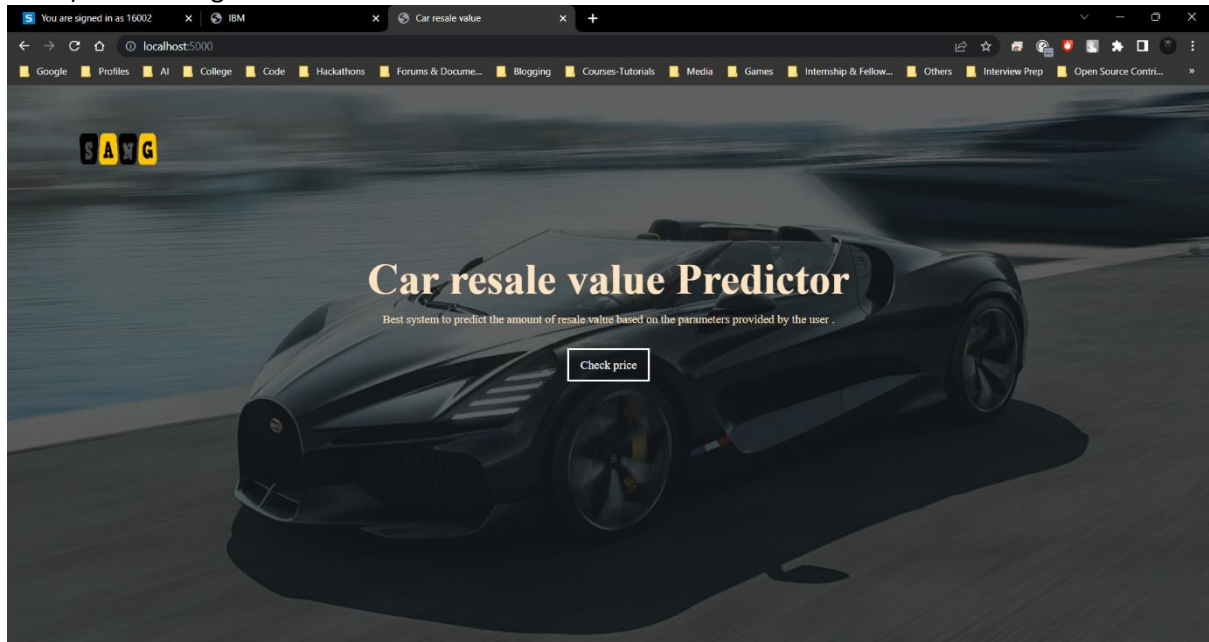 You are signed in as 16002
IBM
Car resale value
localhost:5000
Google Profiles AI College Code Hackathons Forums & Docume... Blogging Courses-Tutorials Media Games Internship & Fellow... Others Interview Prep Open Source Contri... »
SANG
Car resale value Predictor
Best system to predict the amount of resale value based on the parameters provided by the user .
Check price